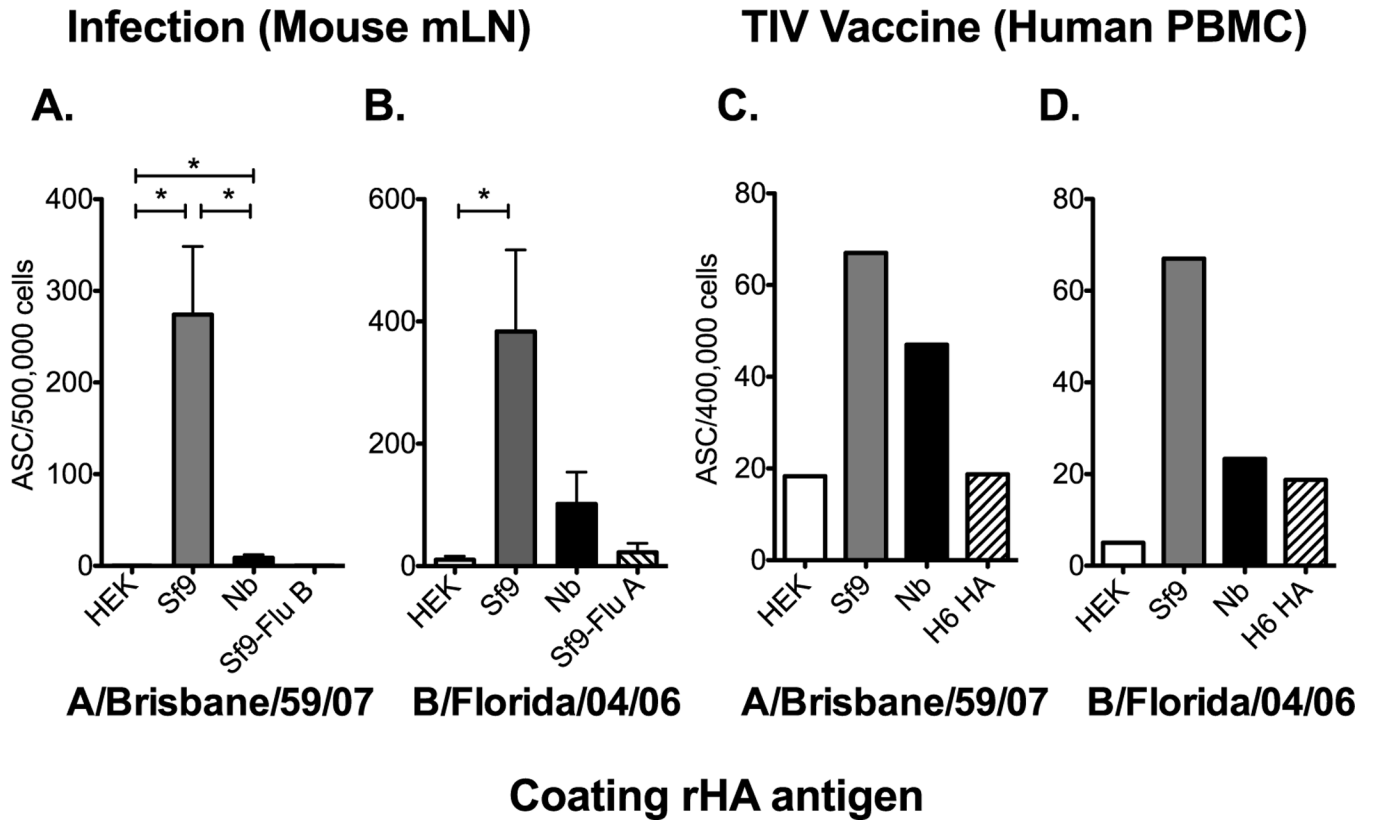 Infection (Mouse mLN)
TIV Vaccine (Human PBMC)
A.
B.
C.
D.
ASC/500,000 cells
400
300
200
100
0
*
*
*
HEK
Sf9
Nb
Sf9-Flu B
A/Brisbane/59/07
600
400
200
0
*
HEK
Sf9
Nb
Sf9-Flu A
B/Florida/04/06
ASC/400,000 cells
80
60
40
20
0
HEK
Sf9
Nb
H6 HA
A/Brisbane/59/07
80
60
40
20
0
HEK
Sf9
Nb
H6 HA
B/Florida/04/06
Coating rHA antigen